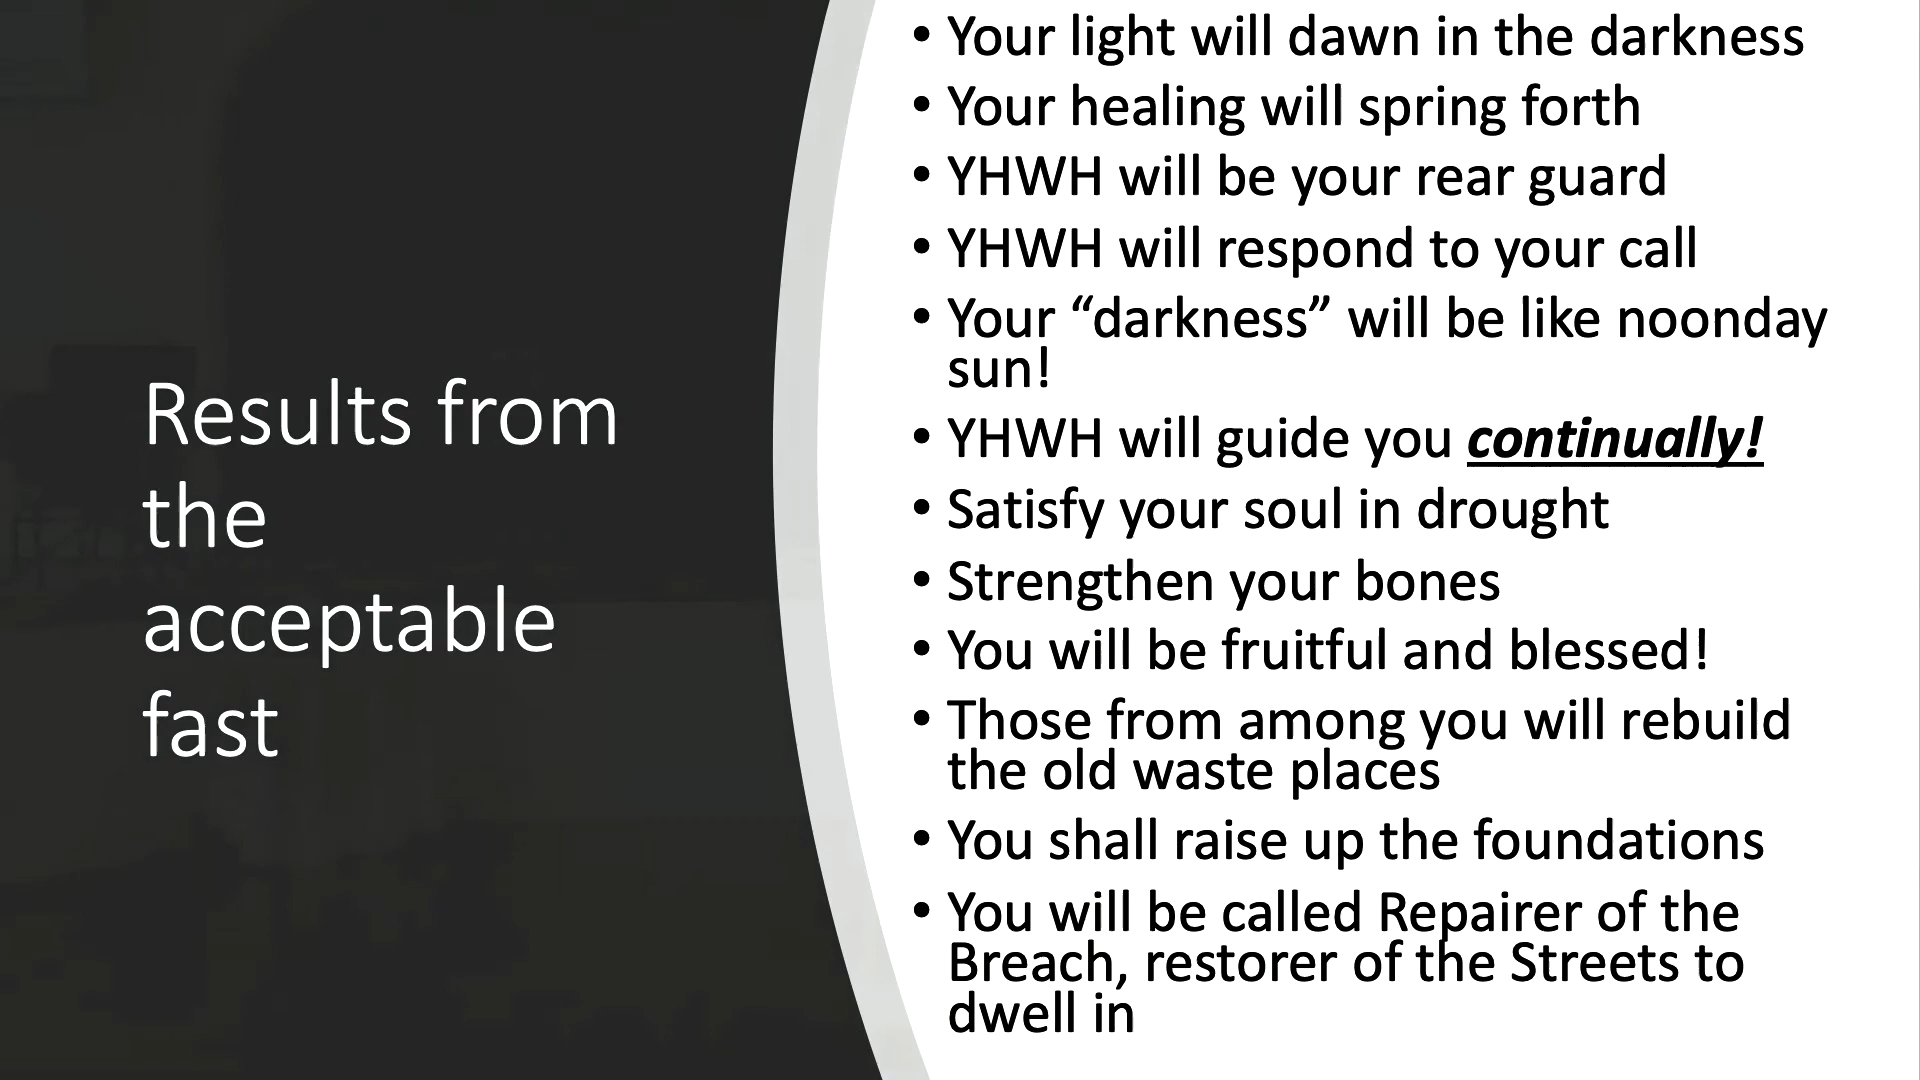 Results from
the
acceptable
fast
• Your light will dawn in the darkness
• Your healing will spring forth
• YHWH will be your rear guard
• YHWH will respond to your call
• Your “darkness” will be like noonday
sun!
• YHWH will guide you continually!
• Satisfy your soul in drought
• Strengthen your bones
• You will be fruitful and blessed!
• Those from among you will rebuild
the old waste places
• You shall raise up the foundations
• You will be called Repairer of the
Breach, restorer of the Streets to
dwell in